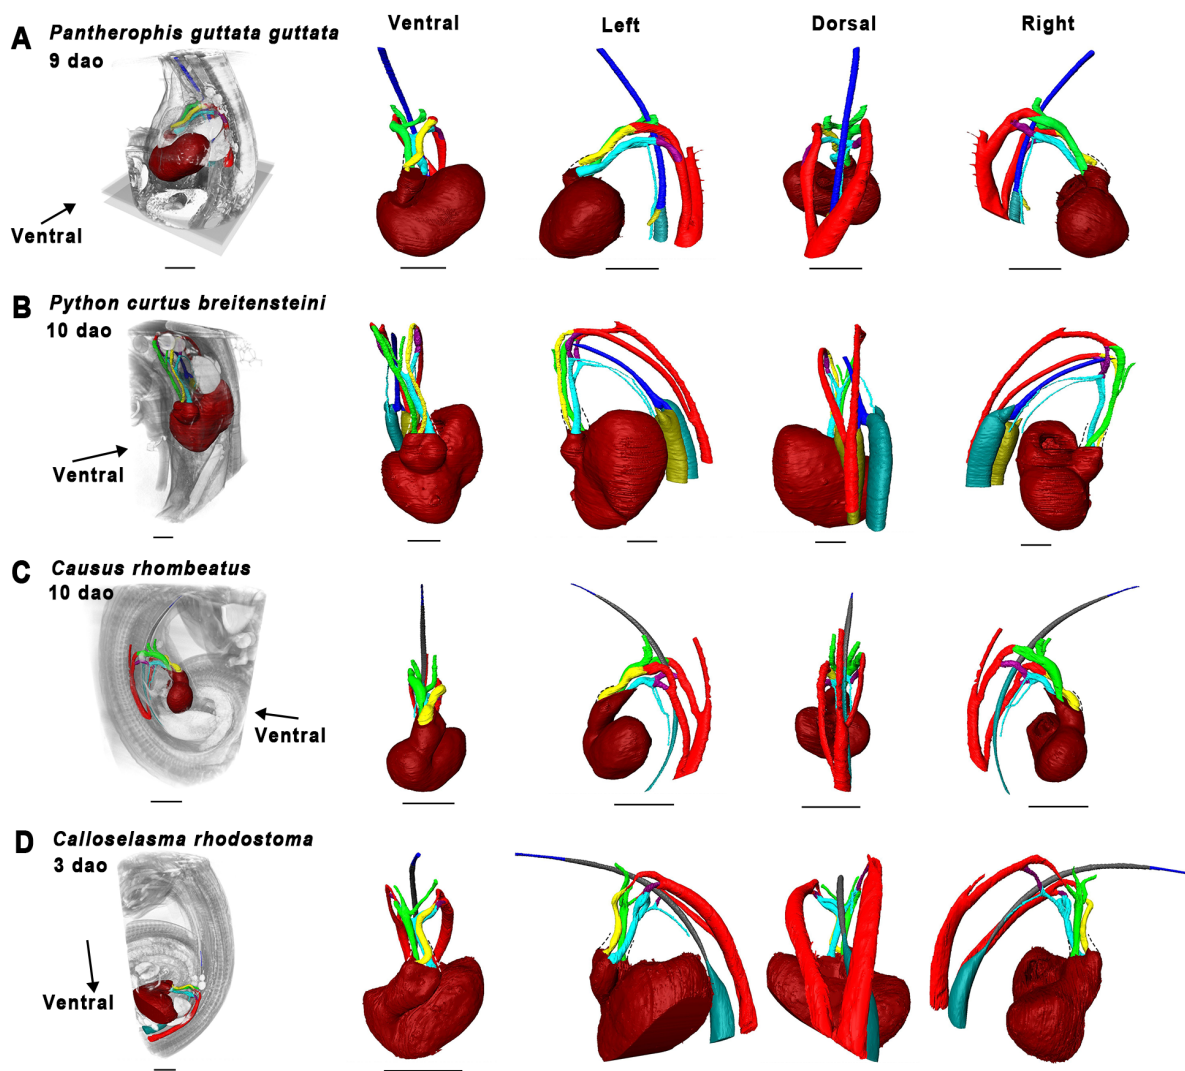 A Pantherophis guttata guttata
9 dao
Ventral Left Dorsal Right
Ventral
B Python curtus breitensteini
10 dao
Ventral
C Causus rhombeatus
10 dao
Ventral
D Calloselasma rhodostoma
3 dao
Ventral